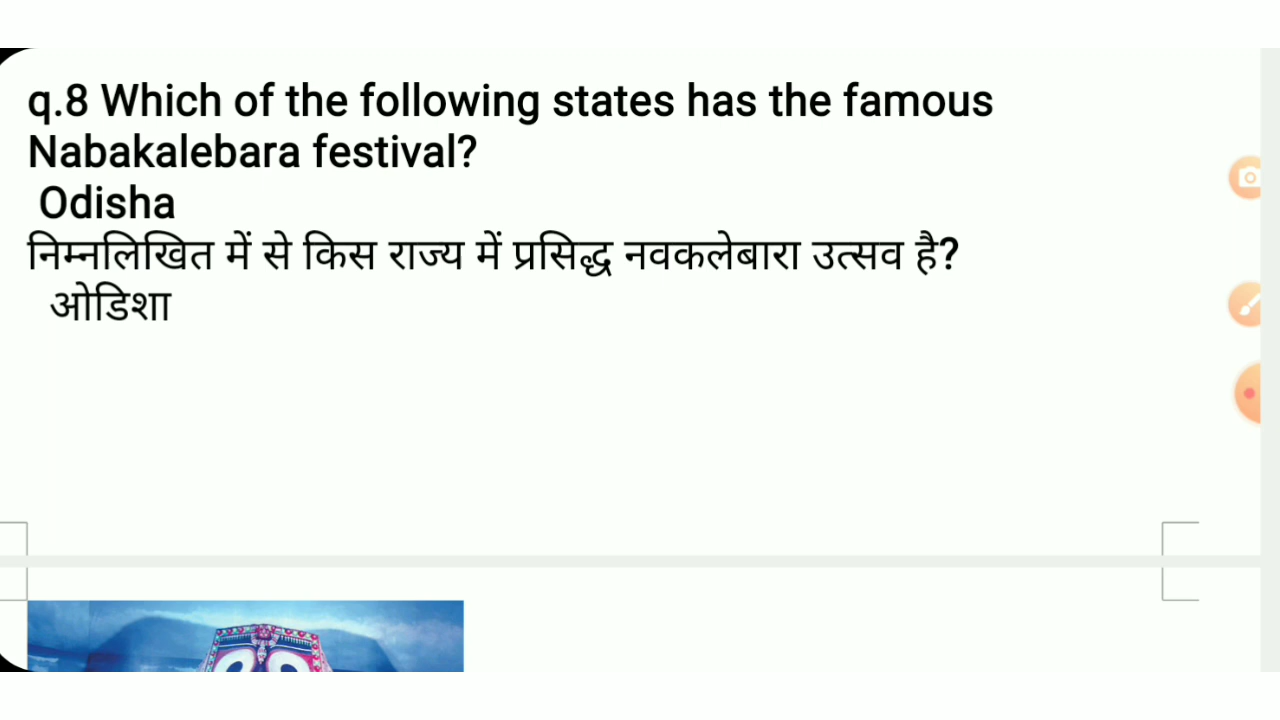 q.8 Which of the following states has the famous
Nabakalebara festival?
Odisha
निम्नलिखित में से किस राज्य में प्रसिद्ध नवकलेबारा उत्सव है?
ओडिशा